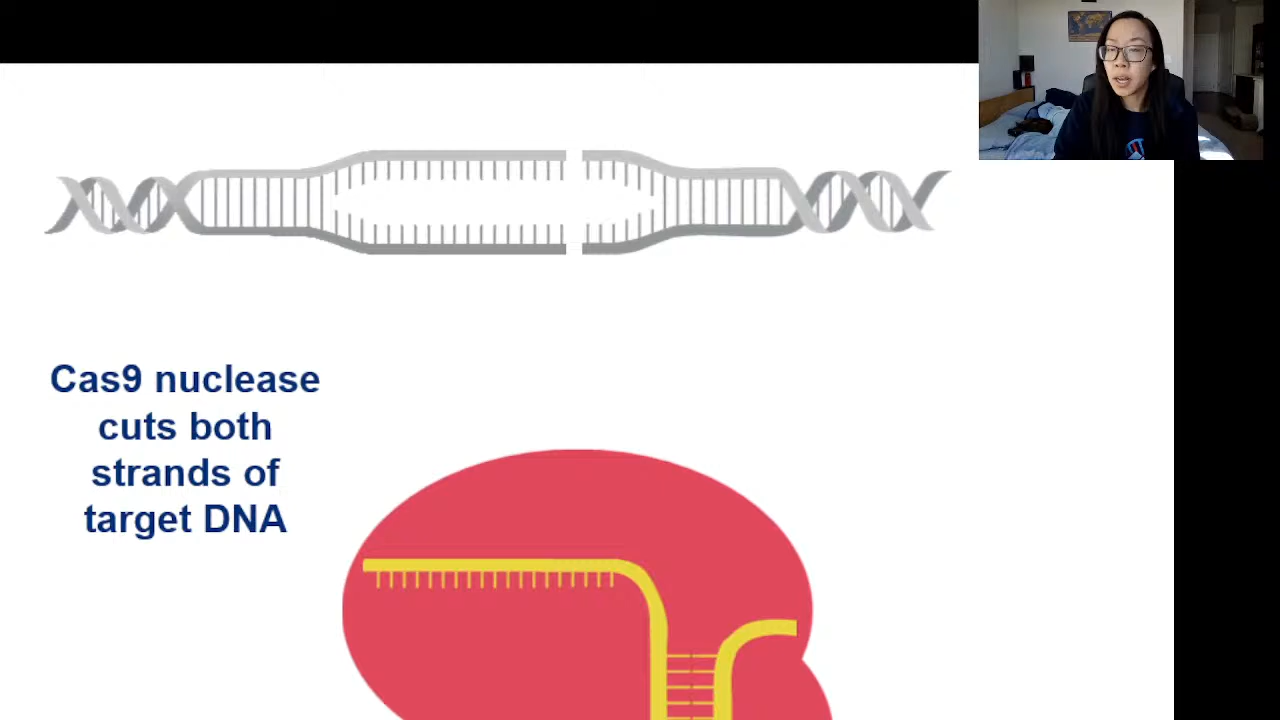 Cas9 nuclease
cuts both
strands of
target DNA